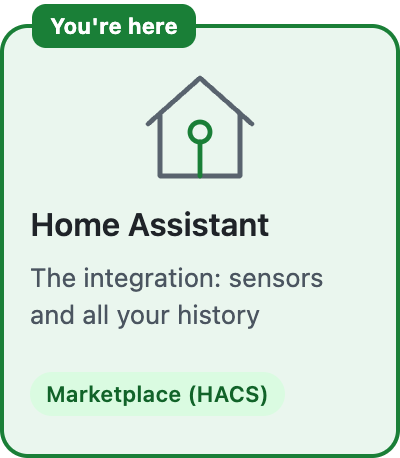 You're here
Home Assistant
The integration: sensors
and all your history
Marketplace (HACS)